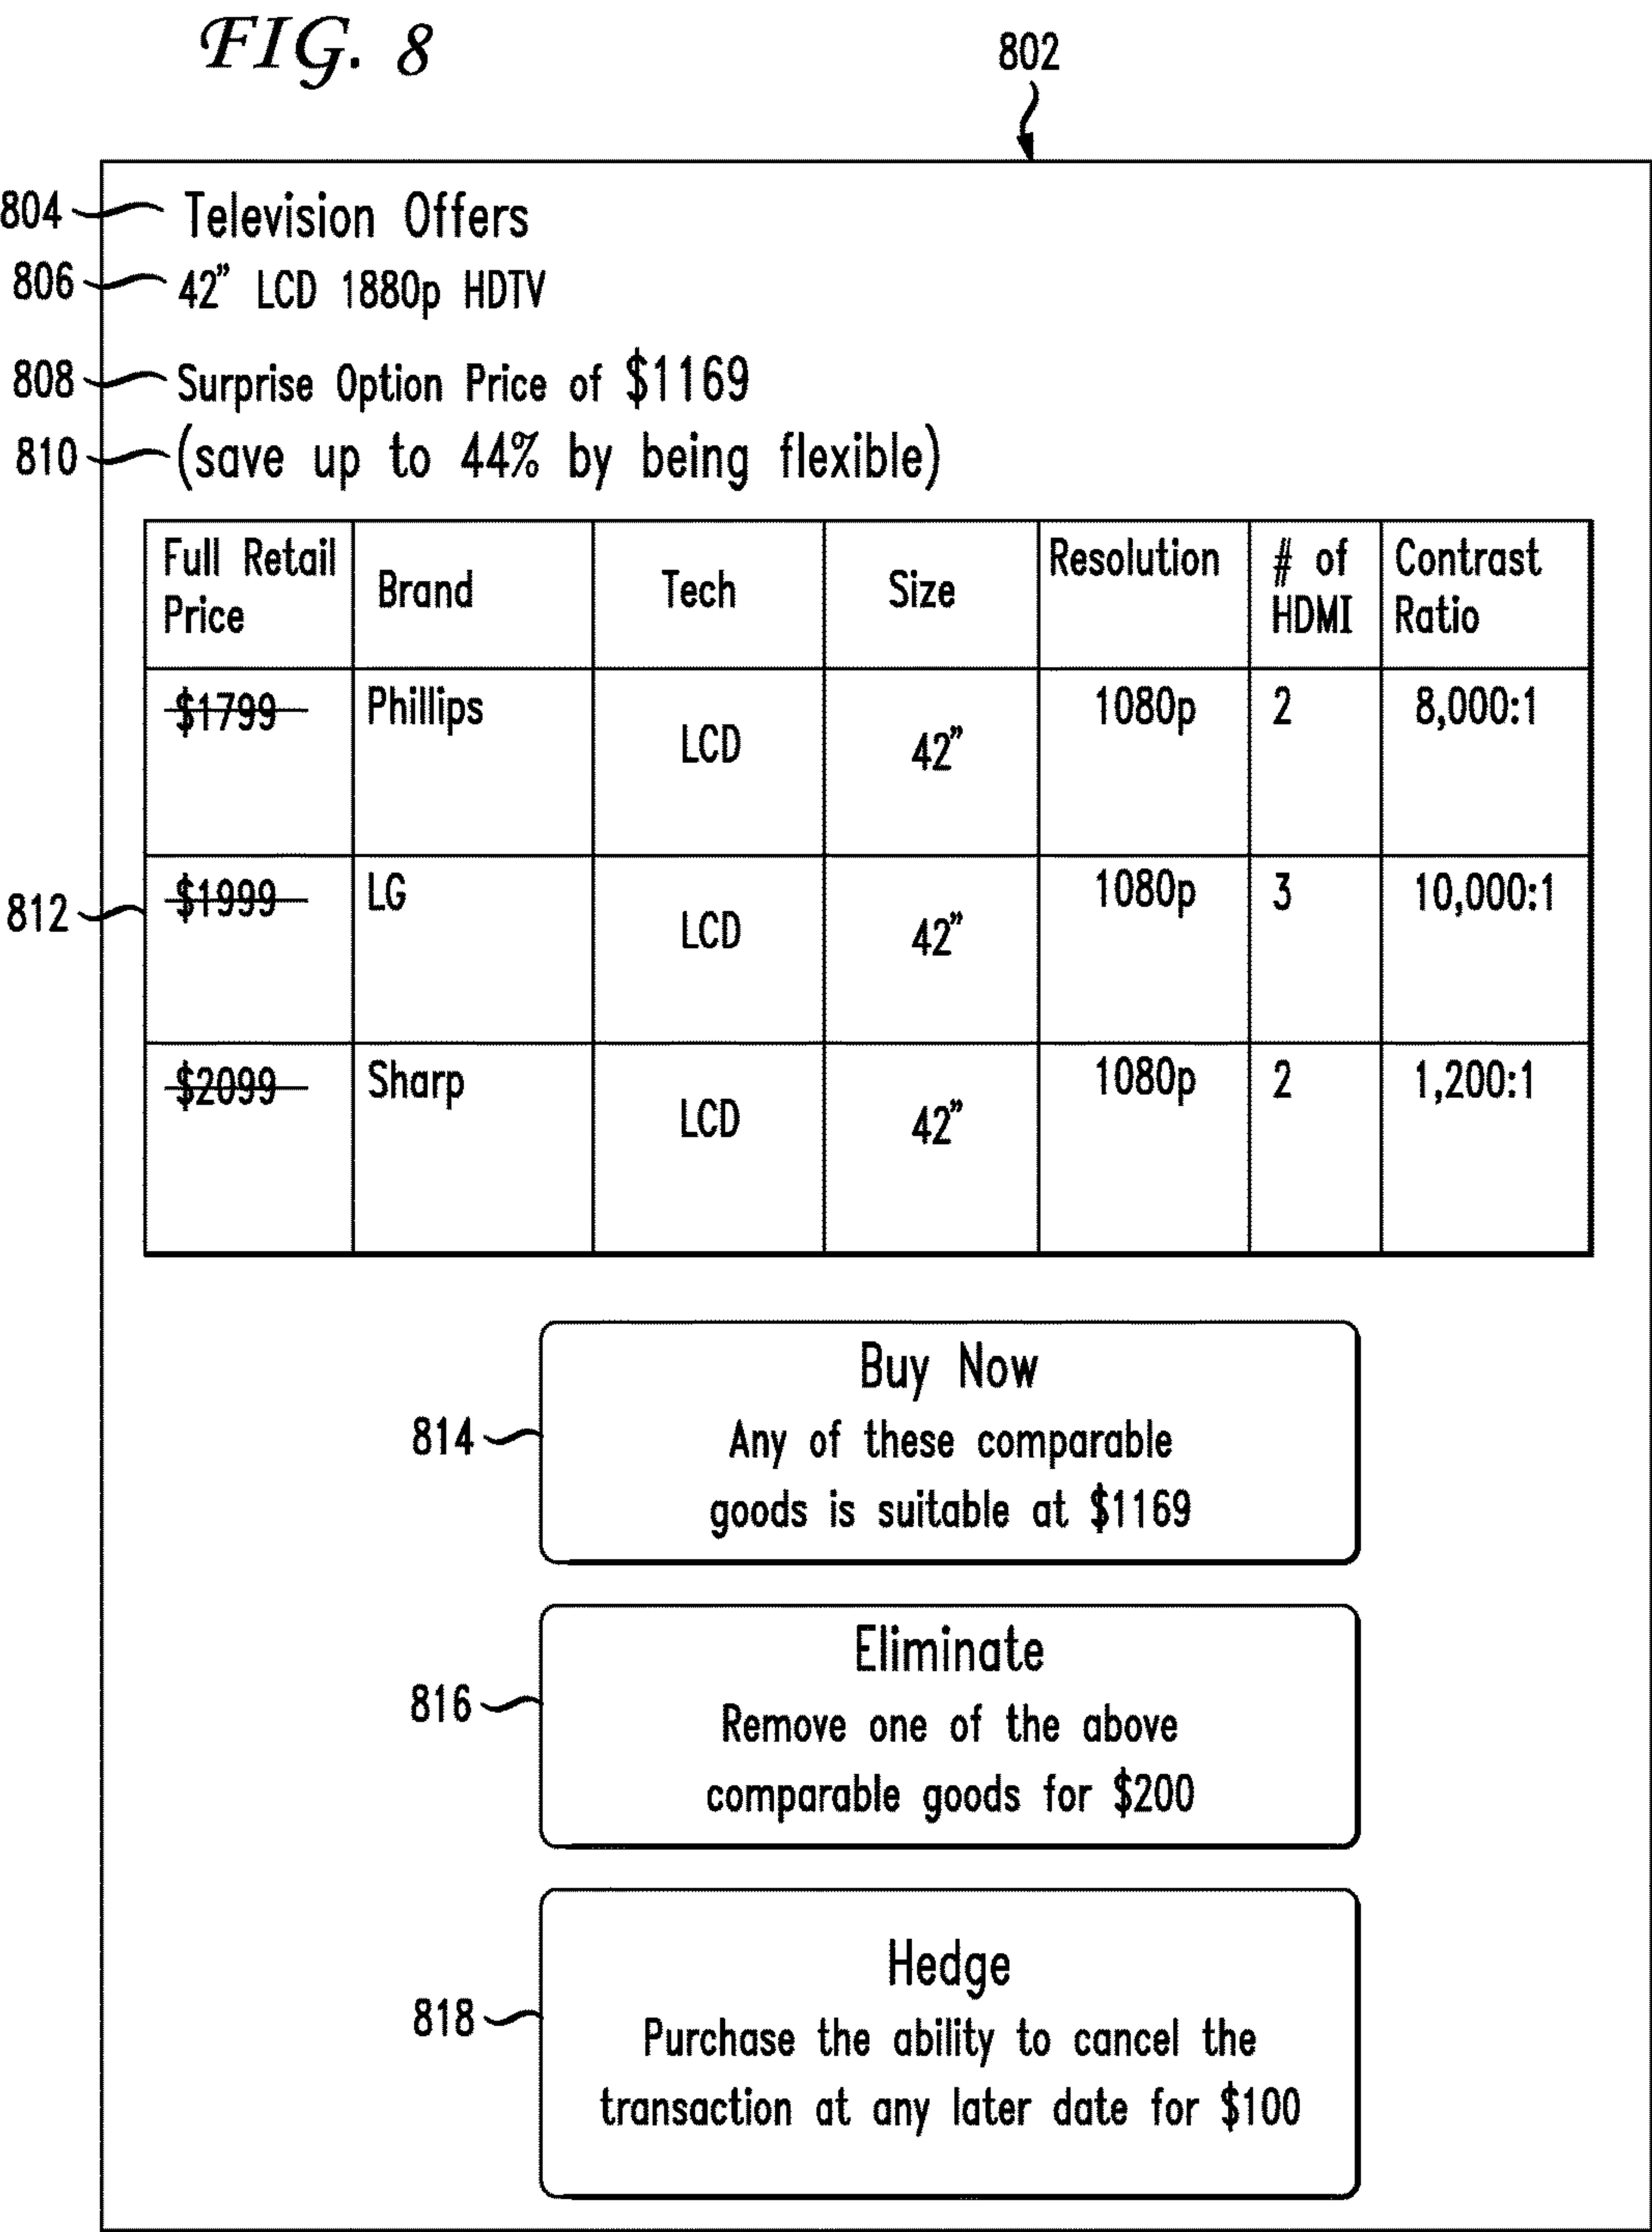 FIG. 8
802
804 Television Offers
806 42” LCD 1880p HDTV
808 Surprise Option Price of $1169
810 (save up to 44% by being flexible)
Full Retail Price Brand Tech Size Resolution # of HDMI Contrast Ratio
$1799 Phillips LCD 42” 1080p 2 8,000:1
812 $1999 LG LCD 42” 1080p 3 10,000:1
$2099 Sharp LCD 42” 1080p 2 1,200:1
Buy Now
814 Any of these comparable
goods is suitable at $1169
Eliminate
816 Remove one of the above
comparable goods for $200
Hedge
818 Purchase the ability to cancel the
transaction at any later date for $100